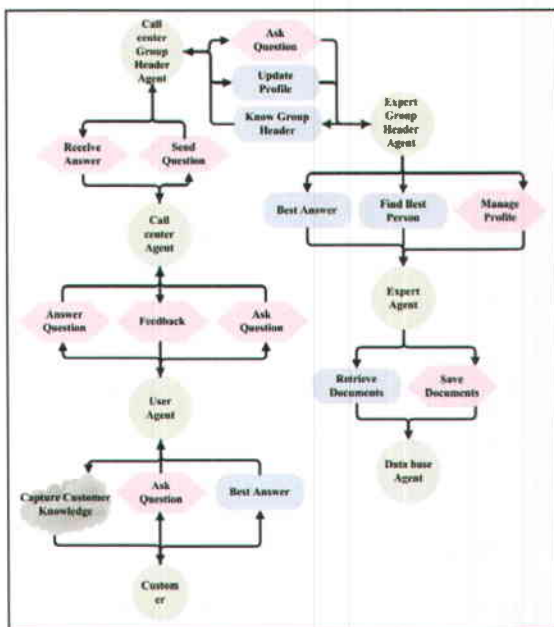 Call
center
Group
Header
Agent
Ask
Question
Update
Profile
Know Group
Header
Expert
Group
Header
Agent
Receive
Answer
Send
Question
Best Answer
Find Best
Person
Manage
Profile
Call
center
Agent
Expert
Agent
Answer
Question
Feedback
Ask
Question
Retrieve
Documents
Save
Documents
User
Agent
Data base
Agent
Capture Customer
Knowledge
Ask
Question
Best Answer
Custom
er